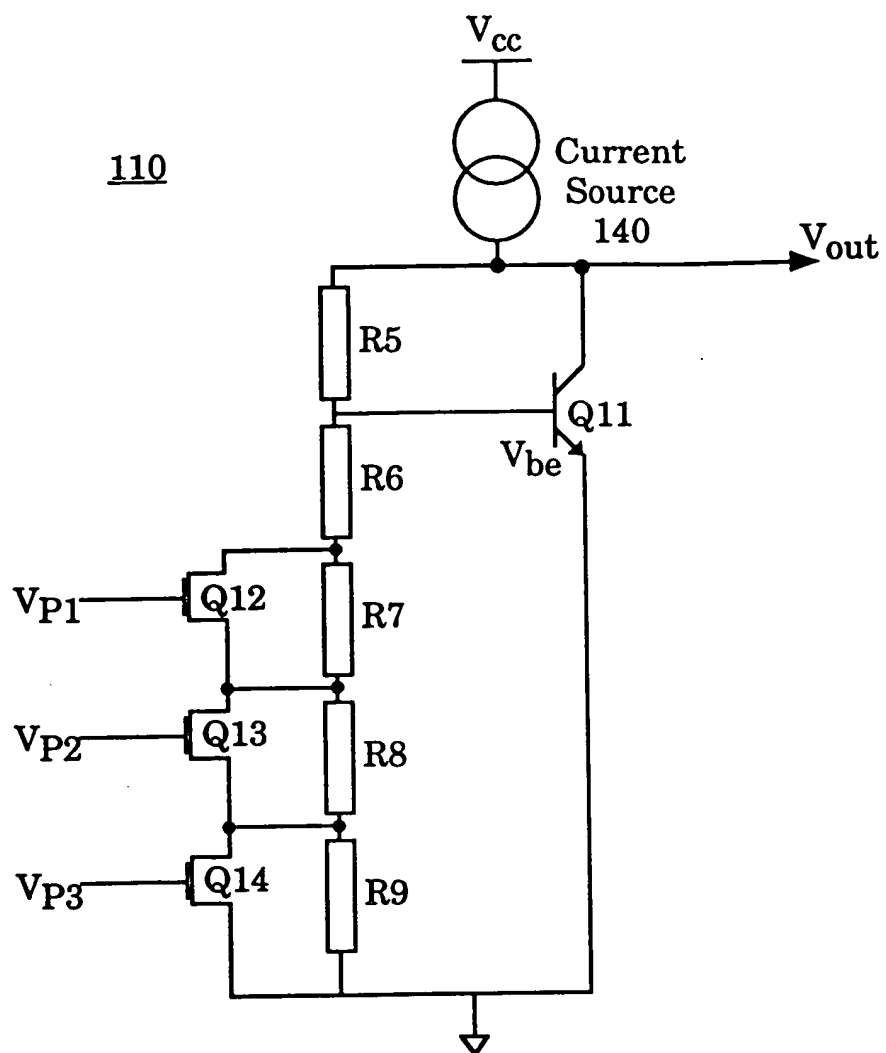 Vcc
110
Current
Source
140
Vout
R5
Q11
Vbe
R6
VP1
Q12
R7
VP2
Q13
R8
VP3
Q14
R9